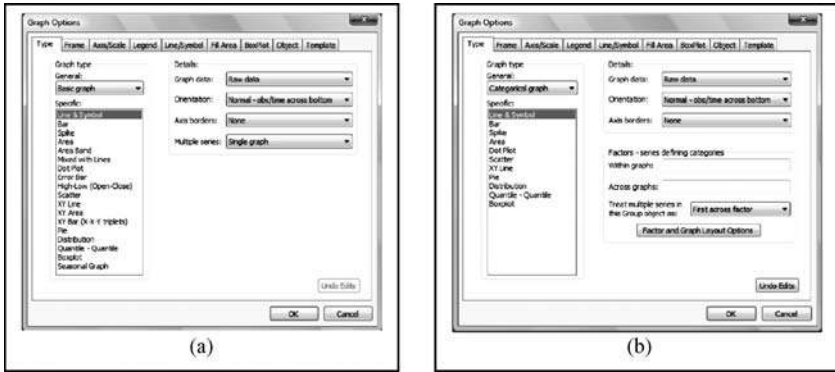 Graph Options
Type Frame Axis/Scale Legend Line/Symbol Fill Area BoxPlot Object Template
Graph type
General:
Basic graph
Specific:
Line & Symbol
Bar
Spike
Area
Area Band
Mixed with Lines
Dot Plot
Error Bar
High-Low (Open-Close)
Scatter
XY Line
XY Area
XY Bar (X-X-Y triplets)
Pie
Distribution
Quantile - Quantile
Boxplot
Seasonal Graph
Details:
Graph data: Raw data
Orientation: Normal - obs/time across bottom
Axis borders: None
Multiple series: Single graph
Undo Edits
OK Cancel
(a)
Graph Options
Type Frame Axis/Scale Legend Line/Symbol Fill Area BoxPlot Object Template
Graph type
General:
Categorical graph
Specific:
Line & Symbol
Bar
Spike
Area
Dot Plot
Scatter
XY Line
Pie
Distribution
Quantile - Quantile
Boxplot
Details:
Graph data: Raw data
Orientation: Normal - obs/time across bottom
Axis borders: None
Factors - series defining categories
Within graph:
Across graphs:
Treat multiple series in
this Group object as: First across factor
Factor and Graph Layout Options
Undo Edits
OK Cancel
(b)